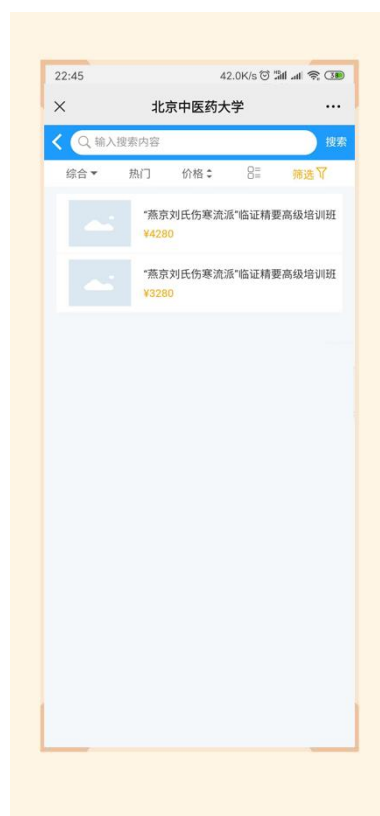 22:45 42.0K/s
北京中医药大学
输入搜索内容 搜索
综合 热门 价格 筛选
“燕京刘氏伤寒流派”临证精要高级培训班
¥4280
“燕京刘氏伤寒流派”临证精要高级培训班
¥3280